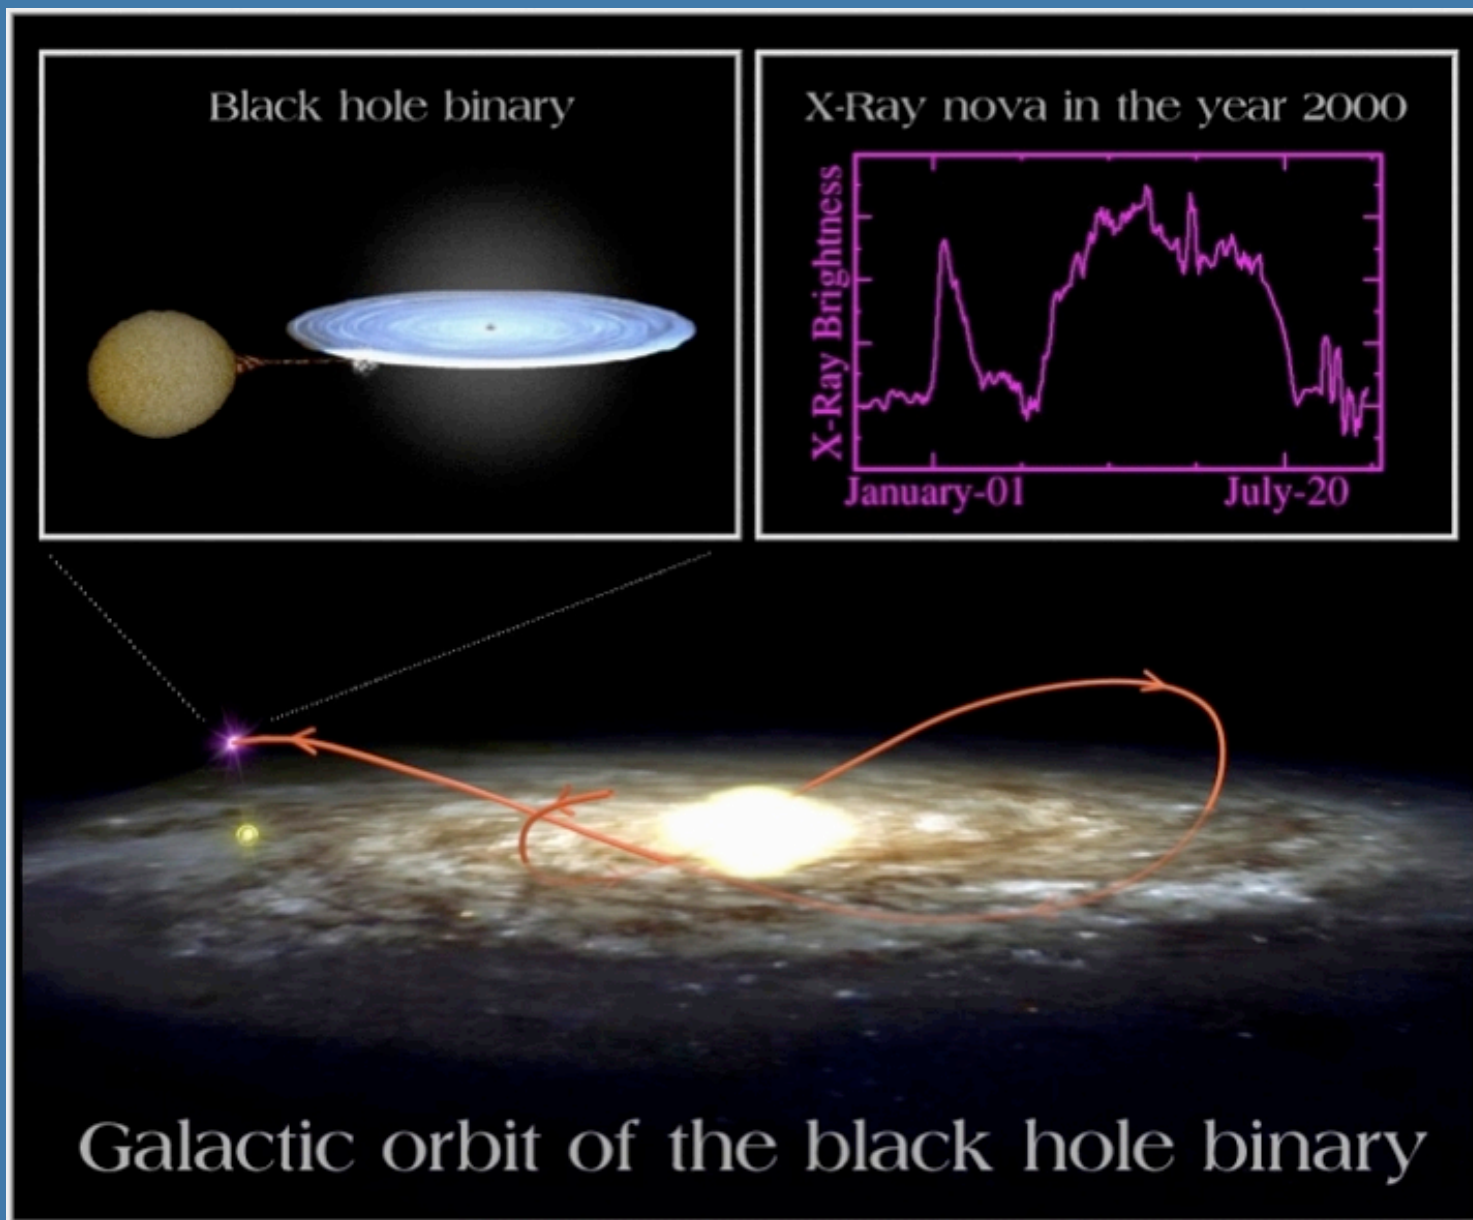 Black hole binary
X-Ray nova in the year 2000
X-Ray Brightness
January-01
July-20
Galactic orbit of the black hole binary